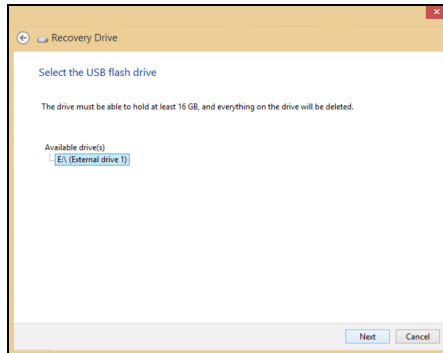 Recovery Drive
Select the USB flash drive
The drive must be able to hold at least 16 GB, and everything on the drive will be deleted.
Available drive(s)
E:\ (External drive 1)
Next Cancel